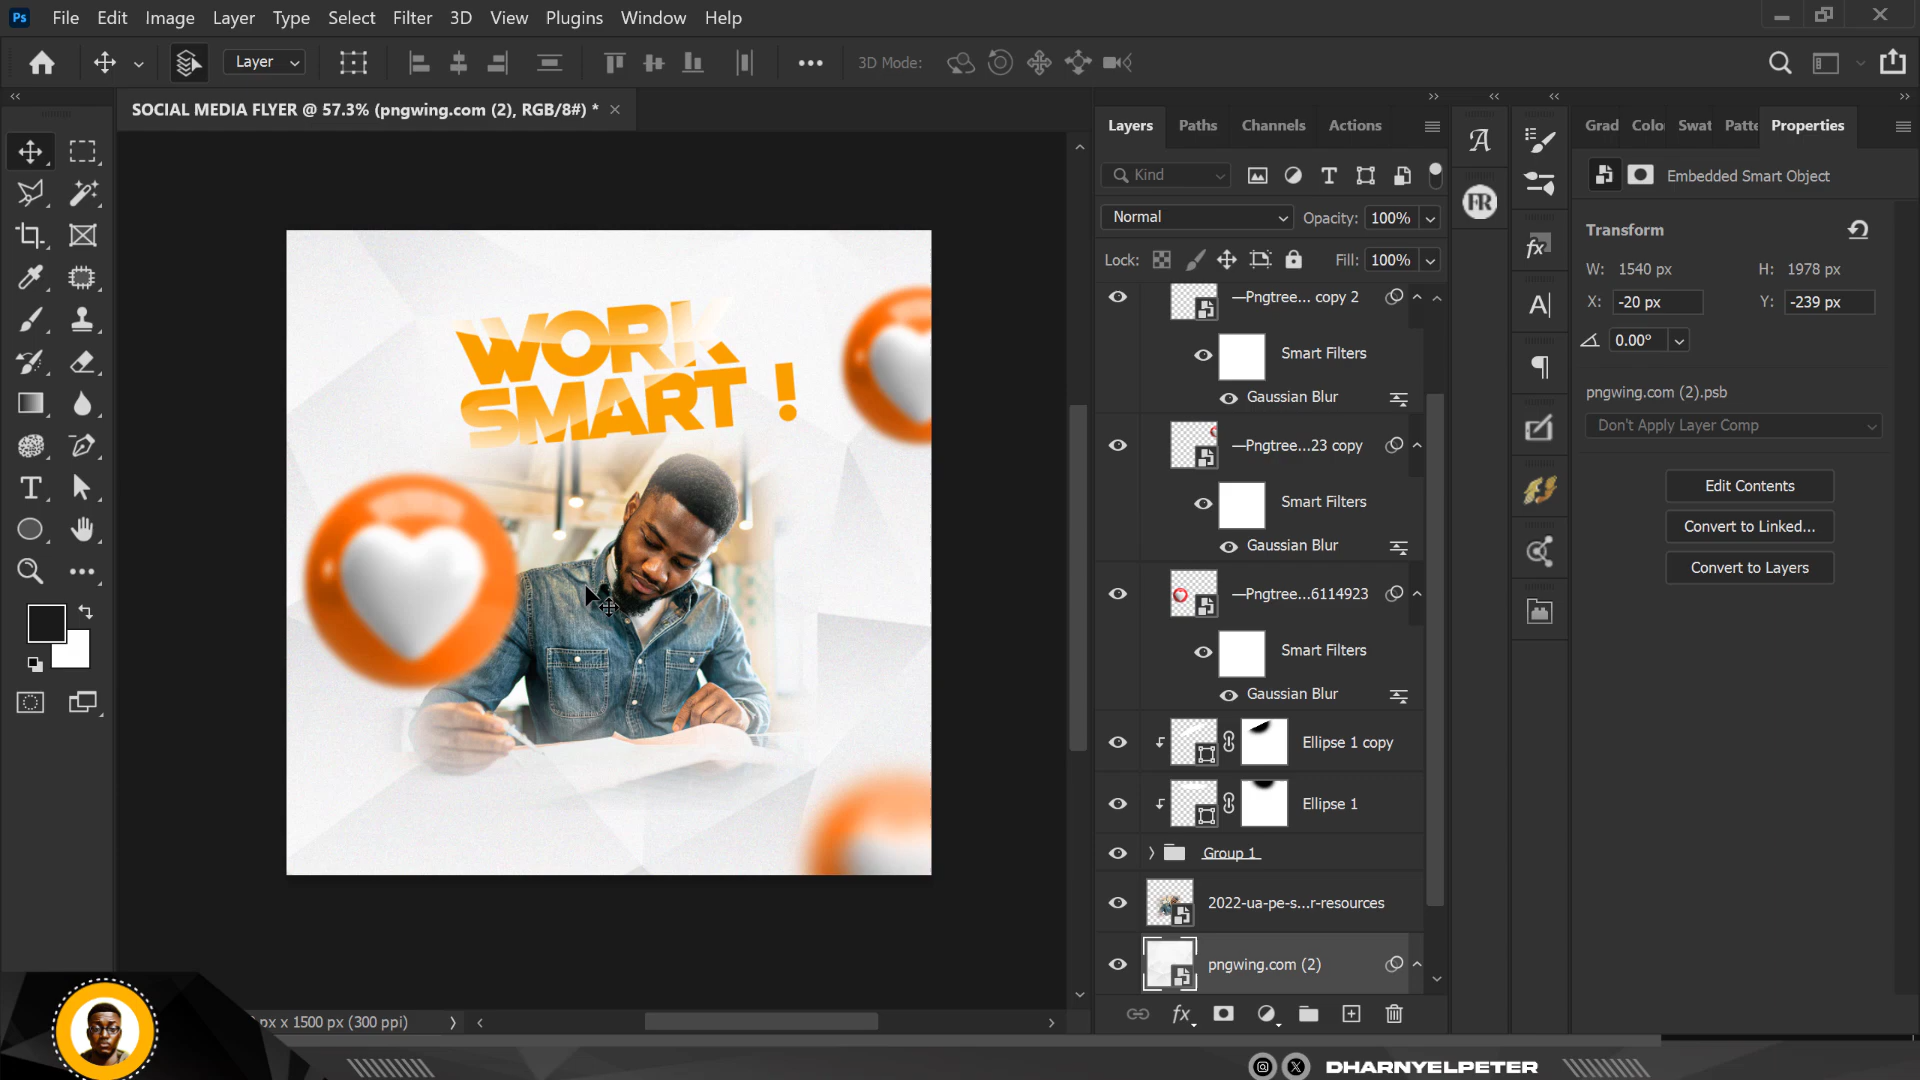 Ps File Edit Image Layer Type Select Filter 3D View Plugins Window Help
Layer 3D Mode:
SOCIAL MEDIA FLYER @ 57.3% (pngwing.com (2), RGB/8#) *
WORK
SMART !
px x 1500 px (300 ppi)
Layers Paths Channels Actions
Kind
Normal Opacity: 100%
Lock: Fill: 100%
—Pngtree... copy 2
Smart Filters
Gaussian Blur
—Pngtree...23 copy
Smart Filters
Gaussian Blur
—Pngtree...6114923
Smart Filters
Gaussian Blur
Ellipse 1 copy
Ellipse 1
Group 1
2022-ua-pe-s...r-resources
pngwing.com (2)
fx
A
FR
fx
A
Grad Colo Swat Patte Properties
Embedded Smart Object
Transform
W: 1540 px H: 1978 px
X: -20 px Y: -239 px
0.00°
pngwing.com (2).psb
Don't Apply Layer Comp
Edit Contents
Convert to Linked...
Convert to Layers
DHARNYELPETER